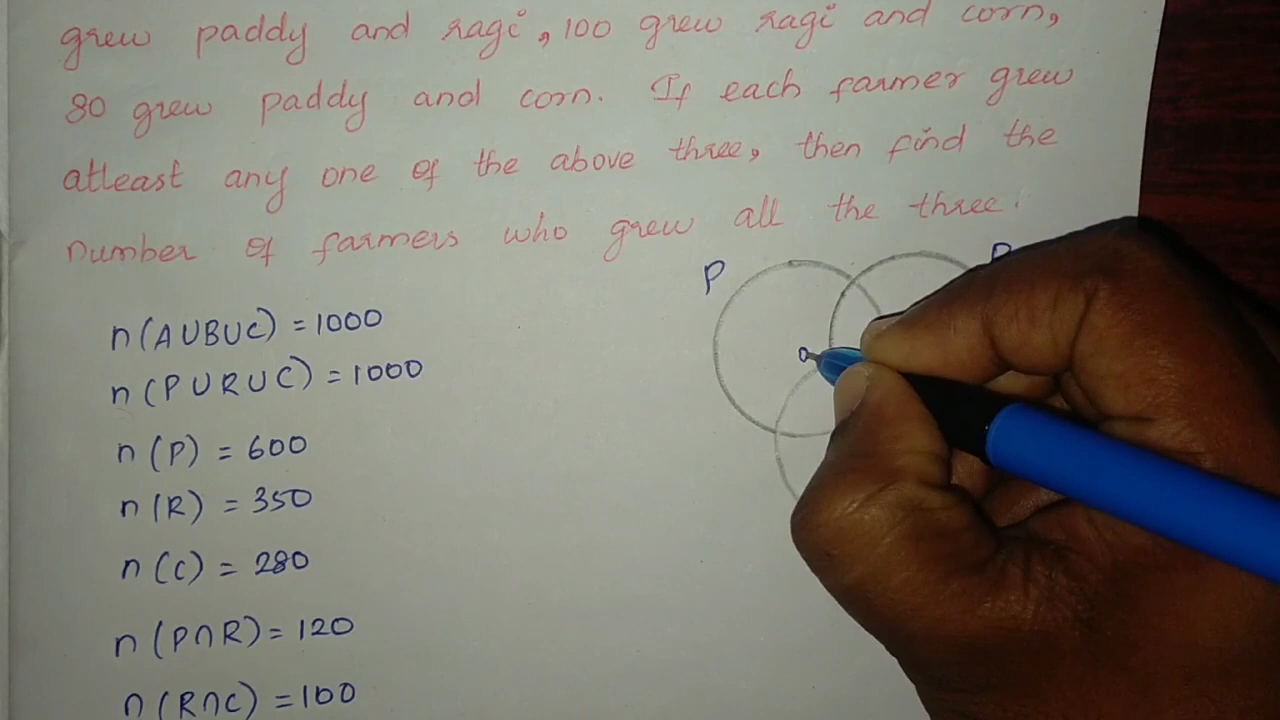 grew paddy and ragi, 100 grew ragi and corn,
80 grew paddy and corn. If each farmer grew
atleast any one of the above three, then find the
number of farmers who grew all the three.
P
n(AUBUC) = 1000
n(PURUC) = 1000
n(P) = 600
n(R) = 350
n(C) = 280
n(P∩R) = 120
n(R∩C) = 100
a